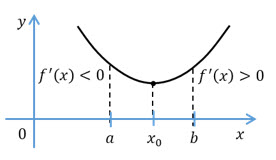 y
f′(x) < 0
f′(x) > 0
0
a
x₀
b
x